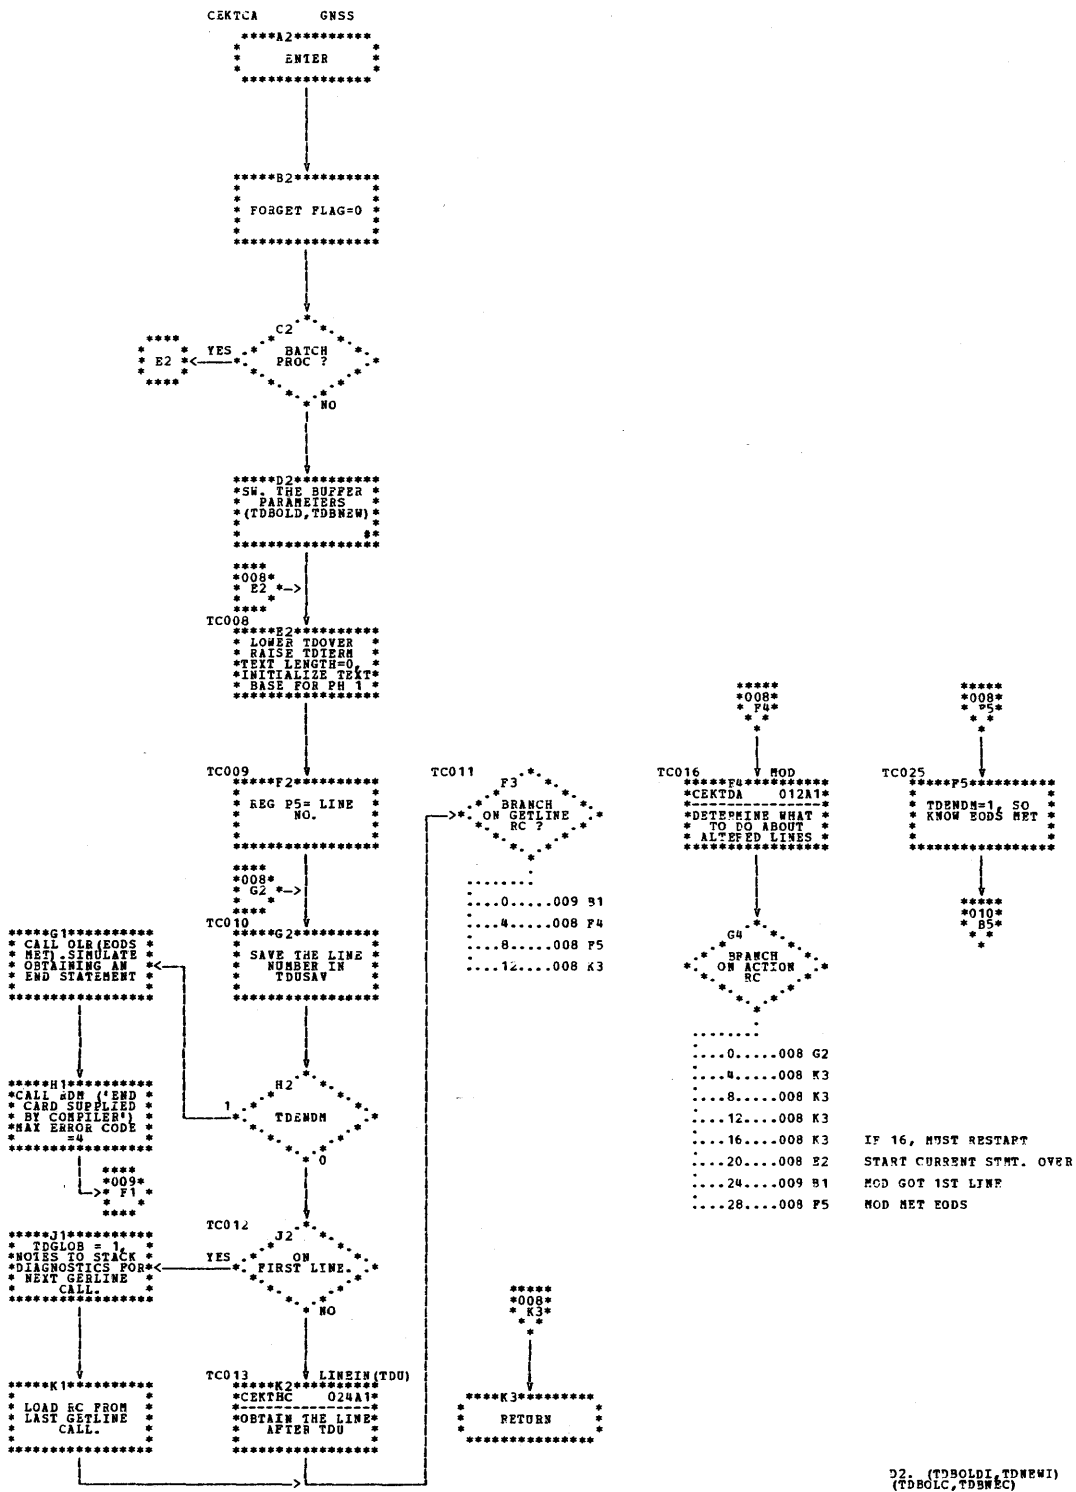 CEKTCA GNSS
A2
ENTER
B2
FORGET FLAG=0
C2
BATCH
PROC ?
YES
E2
NO
D2
SW. THE BUFFER
PARAMETERS
(TDBOLD,TDBNEW)
008
E2
TC008
E2
LOWER TDOVER
RAISE TDTERM
TEXT LENGTH=0,
INITIALIZE TEXT
BASE FOR PH 1
TC009
F2
REG P5= LINE
NO.
008
G2
TC010
G2
SAVE THE LINE
NUMBER IN
TDUSAV
G1
CALL OLR(EODS
MET).SIMULATE
OBTAINING AN
END STATEMENT
H1
CALL RDM ('END
CARD SUPPLIED
BY COMPILER')
MAX ERROR CODE
=4
009
F1
H2
TDENDM
1
0
TC012
J2
ON
FIRST LINE.
YES
NO
J1
TDGLOB = 1,
NOTES TO STACK
DIAGNOSTICS FOR
NEXT GERLINE
CALL.
K1
LOAD RC FROM
LAST GETLINE
CALL.
TC013 LINEIN(TDU)
K2
CEKTHC 024A1
OBTAIN THE LINE
AFTER TDU
TC011
F3
BRANCH
ON GETLINE
RC ?
....0.....009 B1
....4.....008 F4
....8.....008 F5
....12....008 K3
008
F4
TC016 MOD
F4
CEKTDA 012A1
DETERMINE WHAT
TO DO ABOUT
ALTEFED LINES
G4
BRANCH
ON ACTION
RC
....0.....008 G2
....4.....008 K3
....8.....008 K3
....12....008 K3
....16....008 K3 IF 16, MUST RESTART
....20....008 E2 START CURRENT STMT. OVER
....24....009 B1 MOD GOT 1ST LINE
....28....008 F5 MOD MET EODS
008
F5
TC025
F5
TDENDM=1, SO
KNOW EODS MET
010
B5
008
K3
K3
RETURN
D2. (TDBOLDI,TDNEWI)
(TDBOLC,TDBNEC)